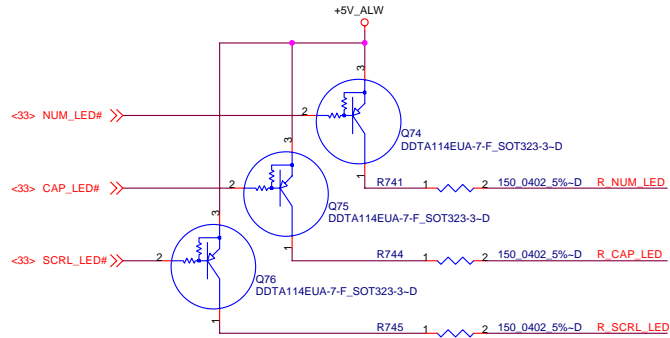 +5V_ALW
3
<33> NUM_LED# 2
Q74
DDTA114EUA-7-F_SOT323-3~D
3
1
<33> CAP_LED# 2
R741 1 2 150_0402_5%~D R_NUM_LED
Q75
DDTA114EUA-7-F_SOT323-3~D
3
1
<33> SCRL_LED# 2
R744 1 2 150_0402_5%~D R_CAP_LED
Q76
DDTA114EUA-7-F_SOT323-3~D
1
R745 1 2 150_0402_5%~D R_SCRL_LED